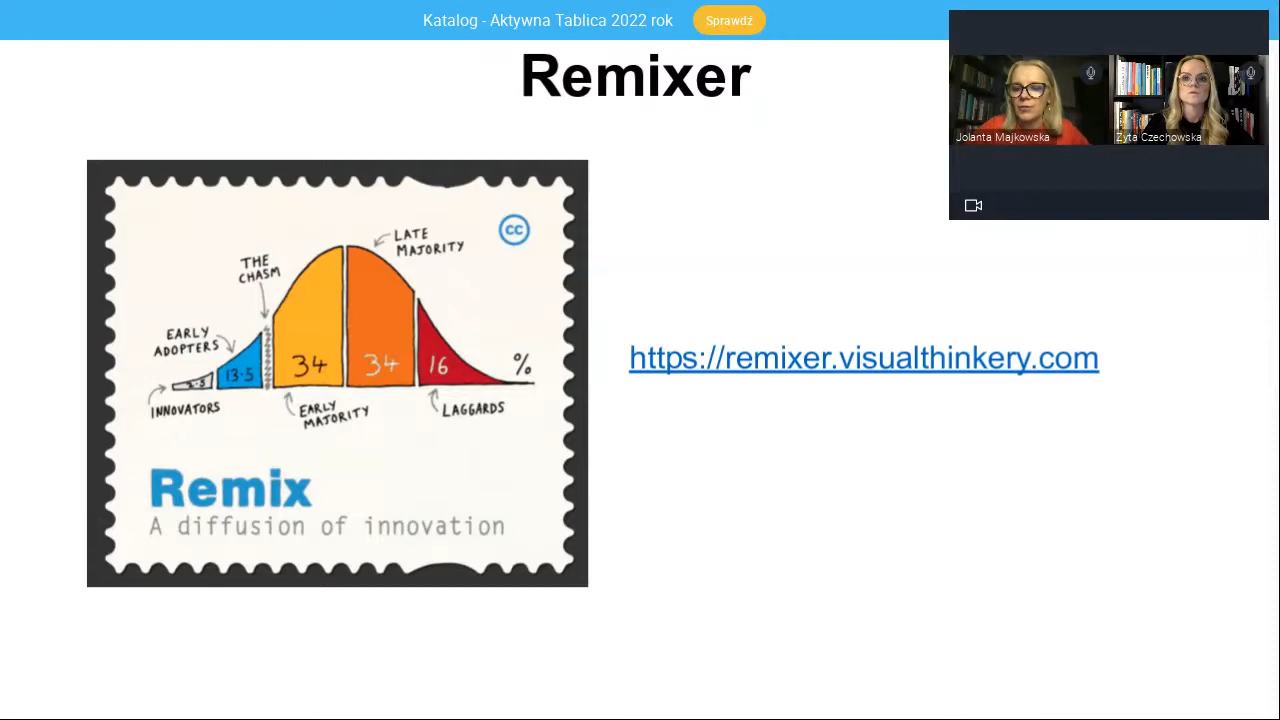 Katalog - Aktywna Tablica 2022 rok
Sprawdź
Remixer
Jolanta Majkowska
Zyta Czechowska
cc
LATE
MAJORITY
THE
CHASM
EARLY
ADOPTERS
34
34
16
%
13.5
INNOVATORS
EARLY
MAJORITY
LAGGARDS
https://remixer.visualthinkery.com
Remix
A diffusion of innovation